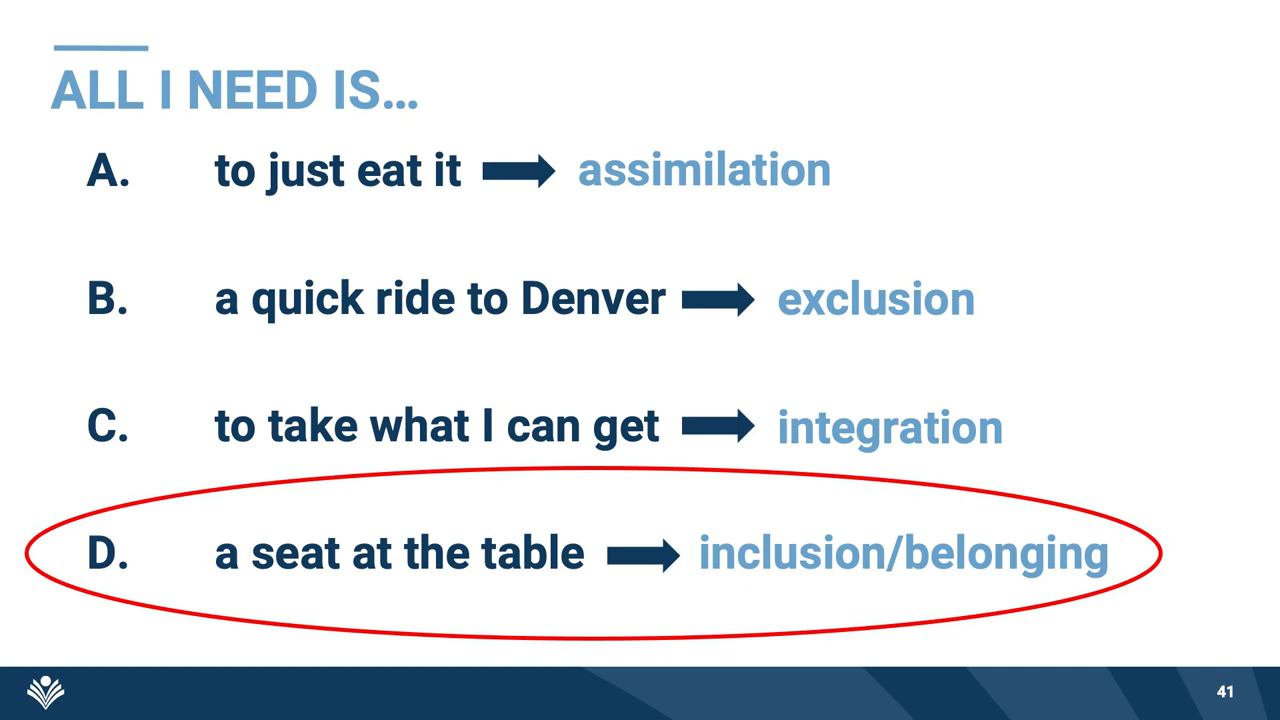 ALL I NEED IS...
A. to just eat it assimilation
B. a quick ride to Denver exclusion
C. to take what I can get integration
D. a seat at the table inclusion/belonging
41